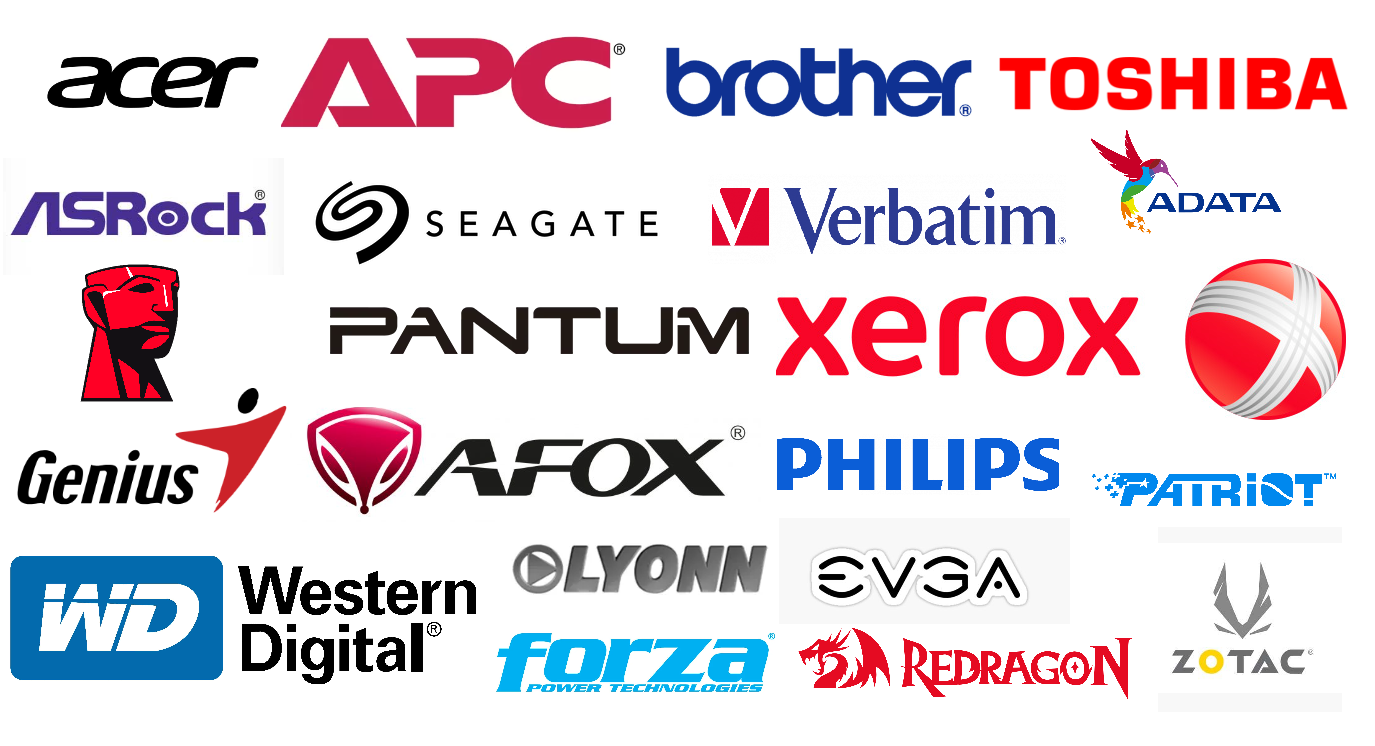 acer
APC®
brother®
TOSHIBA
ASRock®
SEAGATE
V Verbatim®
ADATA
PANTUM
xerox
Genius
AFOX®
PHILIPS
PATRIOT™
WD Western
Digital®
LYONN
EVGA
forza®
POWER TECHNOLOGIES
REDRAGON
ZOTAC®